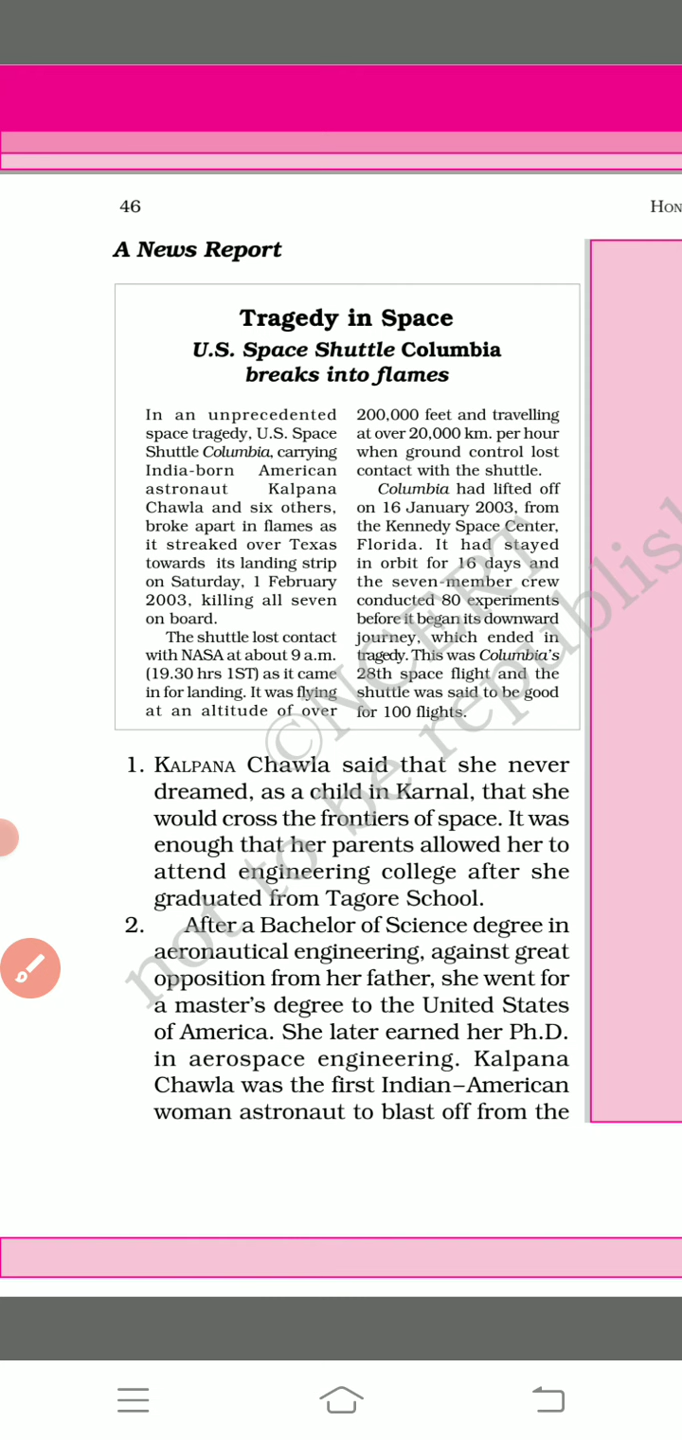 46
HON
A News Report
Tragedy in Space
U.S. Space Shuttle Columbia
breaks into flames
In an unprecedented
space tragedy, U.S. Space
Shuttle Columbia, carrying
India-born American
astronaut Kalpana
Chawla and six others,
broke apart in flames as
it streaked over Texas
towards its landing strip
on Saturday, 1 February
2003, killing all seven
on board.
The shuttle lost contact
with NASA at about 9 a.m.
(19.30 hrs 1ST) as it came
in for landing. It was flying
at an altitude of over
200,000 feet and travelling
at over 20,000 km. per hour
when ground control lost
contact with the shuttle.
Columbia had lifted off
on 16 January 2003, from
the Kennedy Space Center,
Florida. It had stayed
in orbit for 16 days and
the seven-member crew
conducted 80 experiments
before it began its downward
journey, which ended in
tragedy. This was Columbia's
28th space flight and the
shuttle was said to be good
for 100 flights.
1. KALPANA Chawla said that she never
dreamed, as a child in Karnal, that she
would cross the frontiers of space. It was
enough that her parents allowed her to
attend engineering college after she
graduated from Tagore School.
2. After a Bachelor of Science degree in
aeronautical engineering, against great
opposition from her father, she went for
a master's degree to the United States
of America. She later earned her Ph.D.
in aerospace engineering. Kalpana
Chawla was the first Indian–American
woman astronaut to blast off from the
©NCERT
not to be republish